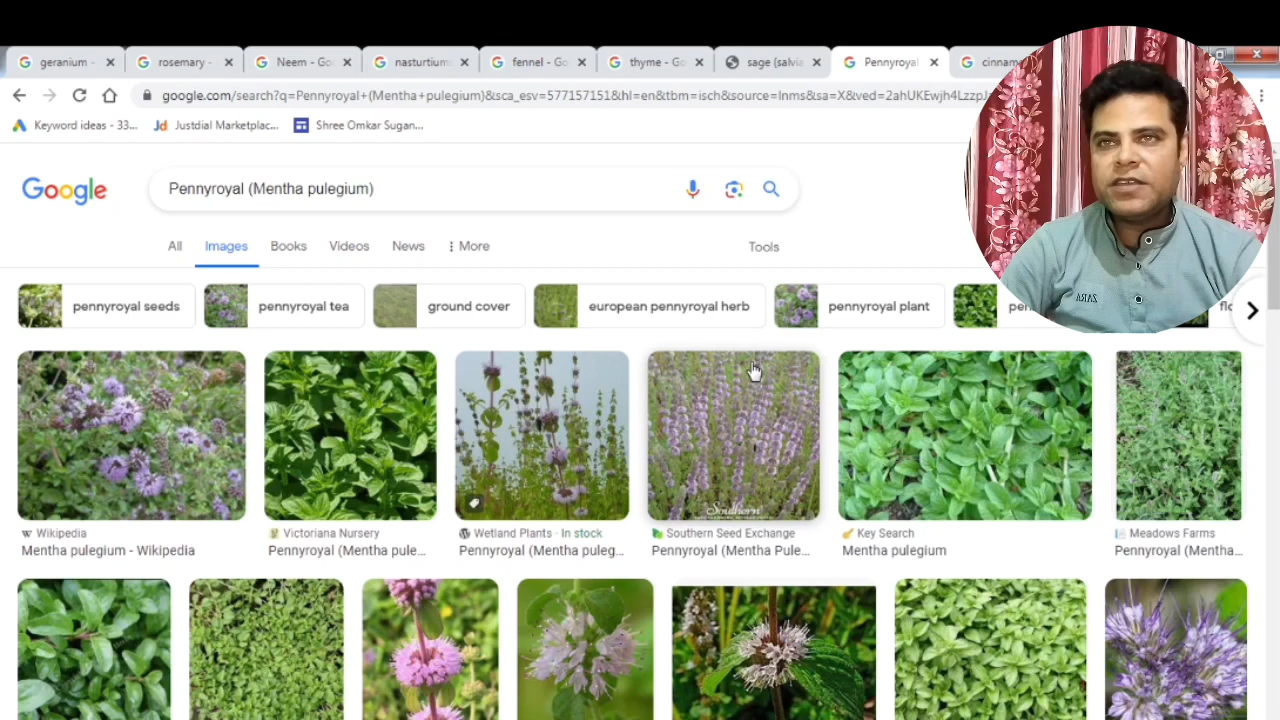 geranium -
rosemary -
Neem - Go
nasturtium
fennel - Go
thyme - Go
sage (salvia
Pennyroyal
cinnam
google.com/search?q=Pennyroyal+(Mentha+pulegium)&sca_esv=577157151&hl=en&tbm=isch&source=lnms&sa=X&ved=2ahUKEwjh4LzzpJ
Keyword ideas - 33...
Justdial Marketplac...
Shree Omkar Sugan...
Google
Pennyroyal (Mentha pulegium)
All
Images
Books
Videos
News
More
Tools
pennyroyal seeds
pennyroyal tea
ground cover
european pennyroyal herb
pennyroyal plant
Southern
Wikipedia
Mentha pulegium - Wikipedia
Victoriana Nursery
Pennyroyal (Mentha pule...
Wetland Plants · In stock
Pennyroyal (Mentha puleg...
Southern Seed Exchange
Pennyroyal (Mentha Pule...
Key Search
Mentha pulegium
Meadows Farms
Pennyroyal (Mentha...
ZARA